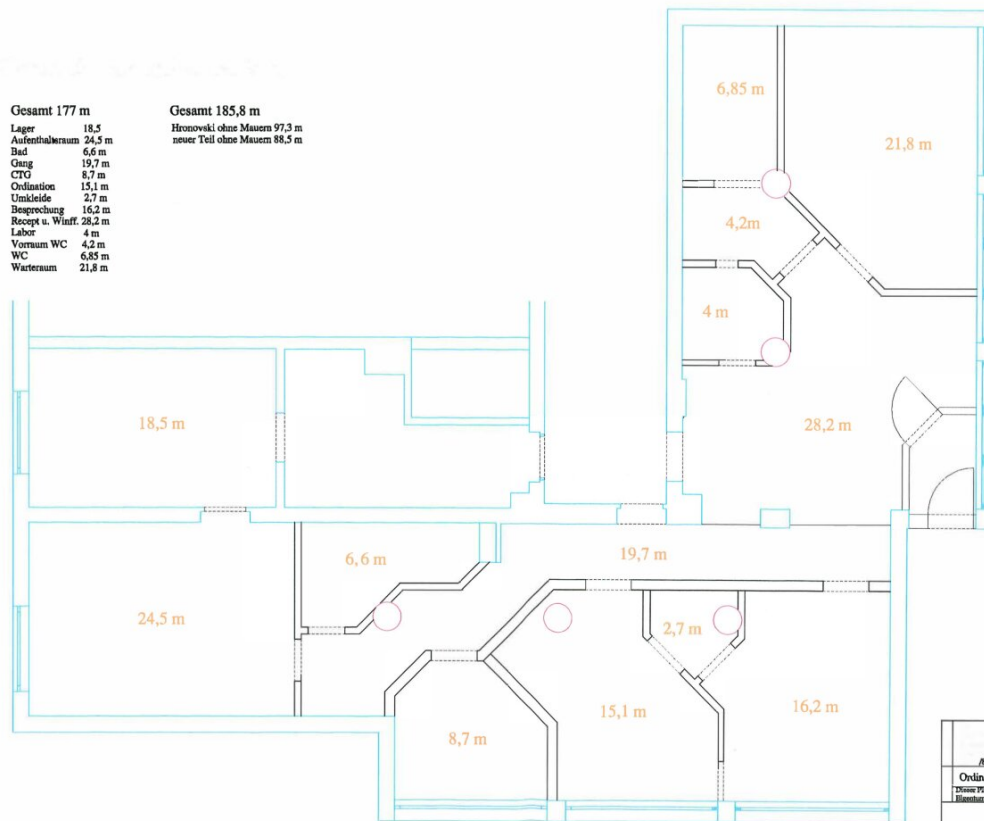 Gesamt 177 m
Lager 18,5
Aufenthaltsraum 24,5 m
Bad 6,6 m
Gang 19,7 m
CTG 8,7 m
Ordination 15,1 m
Umkleide 2,7 m
Besprechung 16,2 m
Recept u. Winff. 28,2 m
Labor 4 m
Vorraum WC 4,2 m
WC 6,85 m
Warteraum 21,8 m
Gesamt 185,8 m
Hronovski ohne Mauern 97,3 m
neuer Teil ohne Mauern 88,5 m
6,85 m
21,8 m
4,2m
4 m
18,5 m
28,2 m
6,6 m
19,7 m
24,5 m
2,7 m
15,1 m
16,2 m
8,7 m
Ordin
Dieser Pl
Eigentum